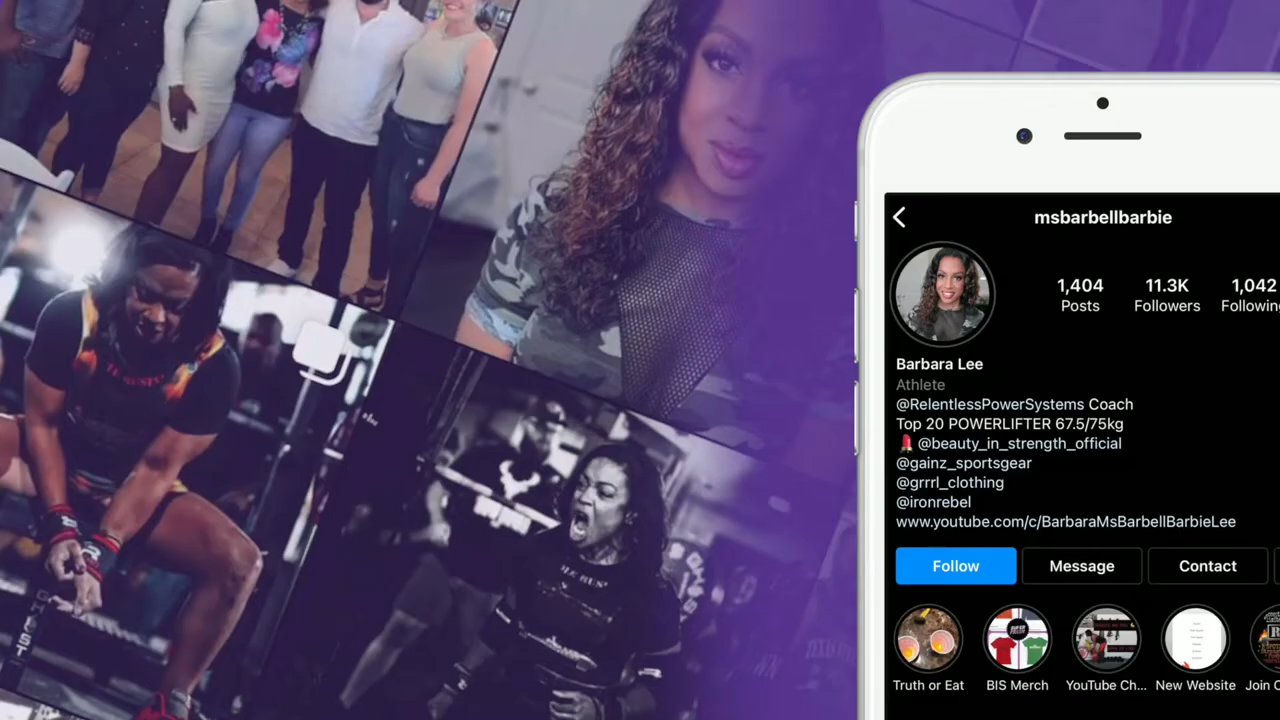 msbarbellbarbie
1,404 11.3K 1,042
Posts Followers Following
Barbara Lee
Athlete
@RelentlessPowerSystems Coach
Top 20 POWERLIFTER 67.5/75kg
@beauty_in_strength_official
@gainz_sportsgear
@grrrl_clothing
@ironrebel
www.youtube.com/c/BarbaraMsBarbellBarbieLee
Follow Message Contact
Truth or Eat BIS Merch YouTube Ch... New Website Join